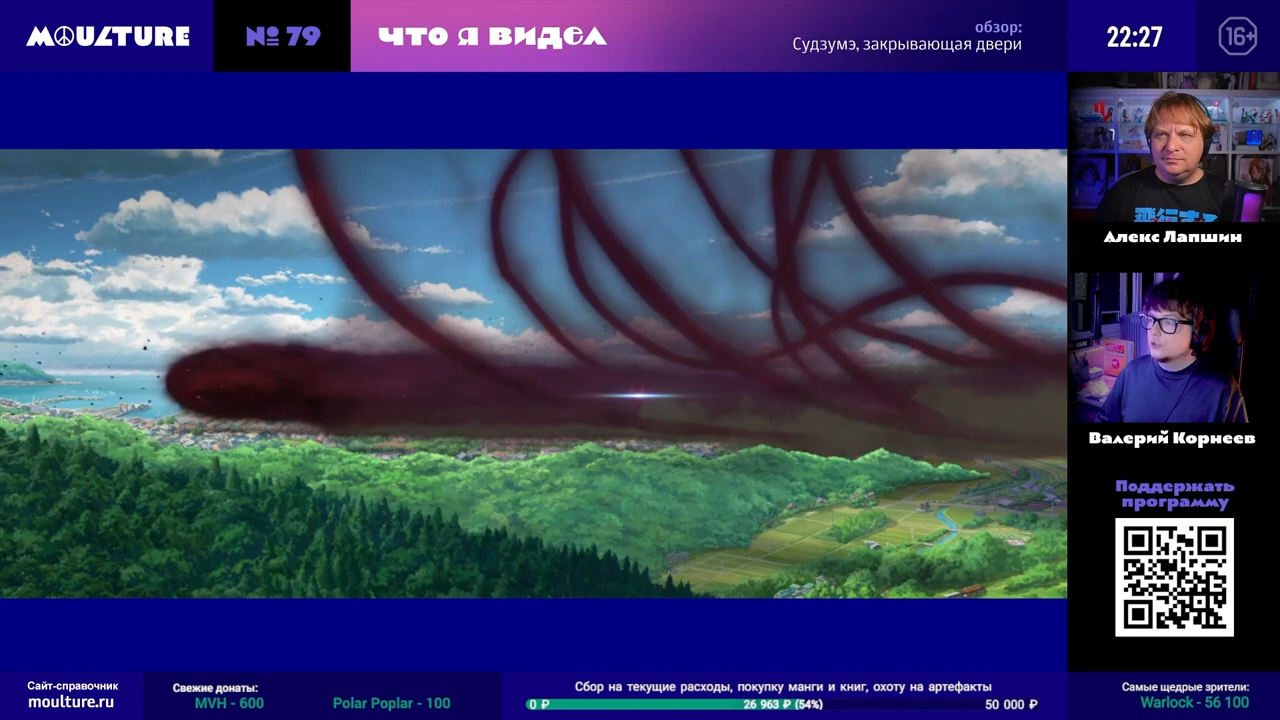 MOULTURE
№ 79
ЧТО Я ВИДЕЛ
обзор:
Судзумэ, закрывающая двери
22:27
16+
Алекс Лапшин
Валерий Корнеев
Поддержать
программу
Сайт-справочник
moulture.ru
Свежие донаты:
MVH - 600
Polar Poplar - 100
Сбор на текущие расходы, покупку манги и книг, охоту на артефакты
0 ₽
26 963 ₽ (54%)
50 000 ₽
Самые щедрые зрители:
Warlock - 56 100